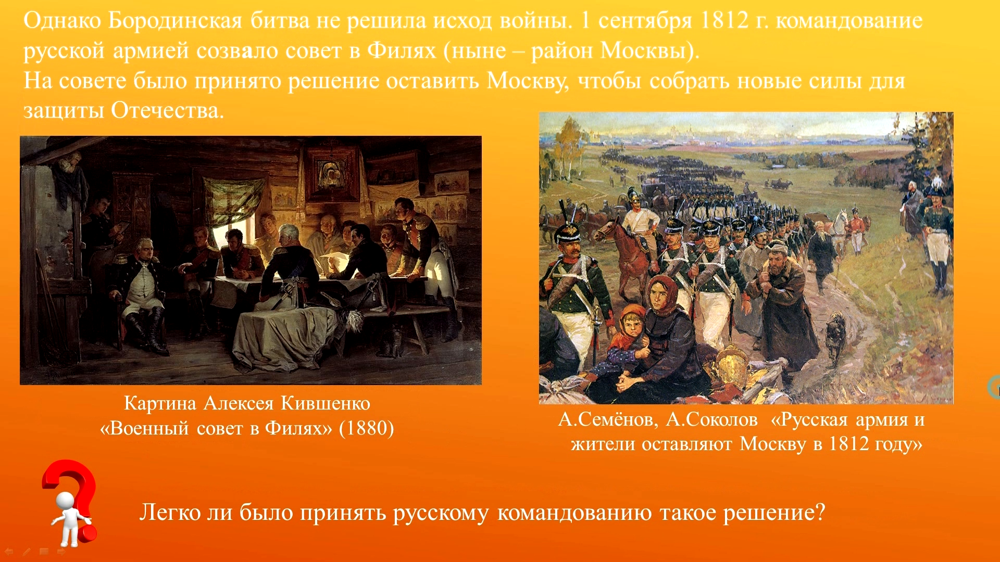 Однако Бородинская битва не решила исход войны. 1 сентября 1812 г. командование
русской армией созвало совет в Филях (ныне – район Москвы).
На совете было принято решение оставить Москву, чтобы собрать новые силы для
защиты Отечества.
Картина Алексея Кившенко
«Военный совет в Филях» (1880)
А.Семёнов, А.Соколов «Русская армия и
жители оставляют Москву в 1812 году»
Легко ли было принять русскому командованию такое решение?